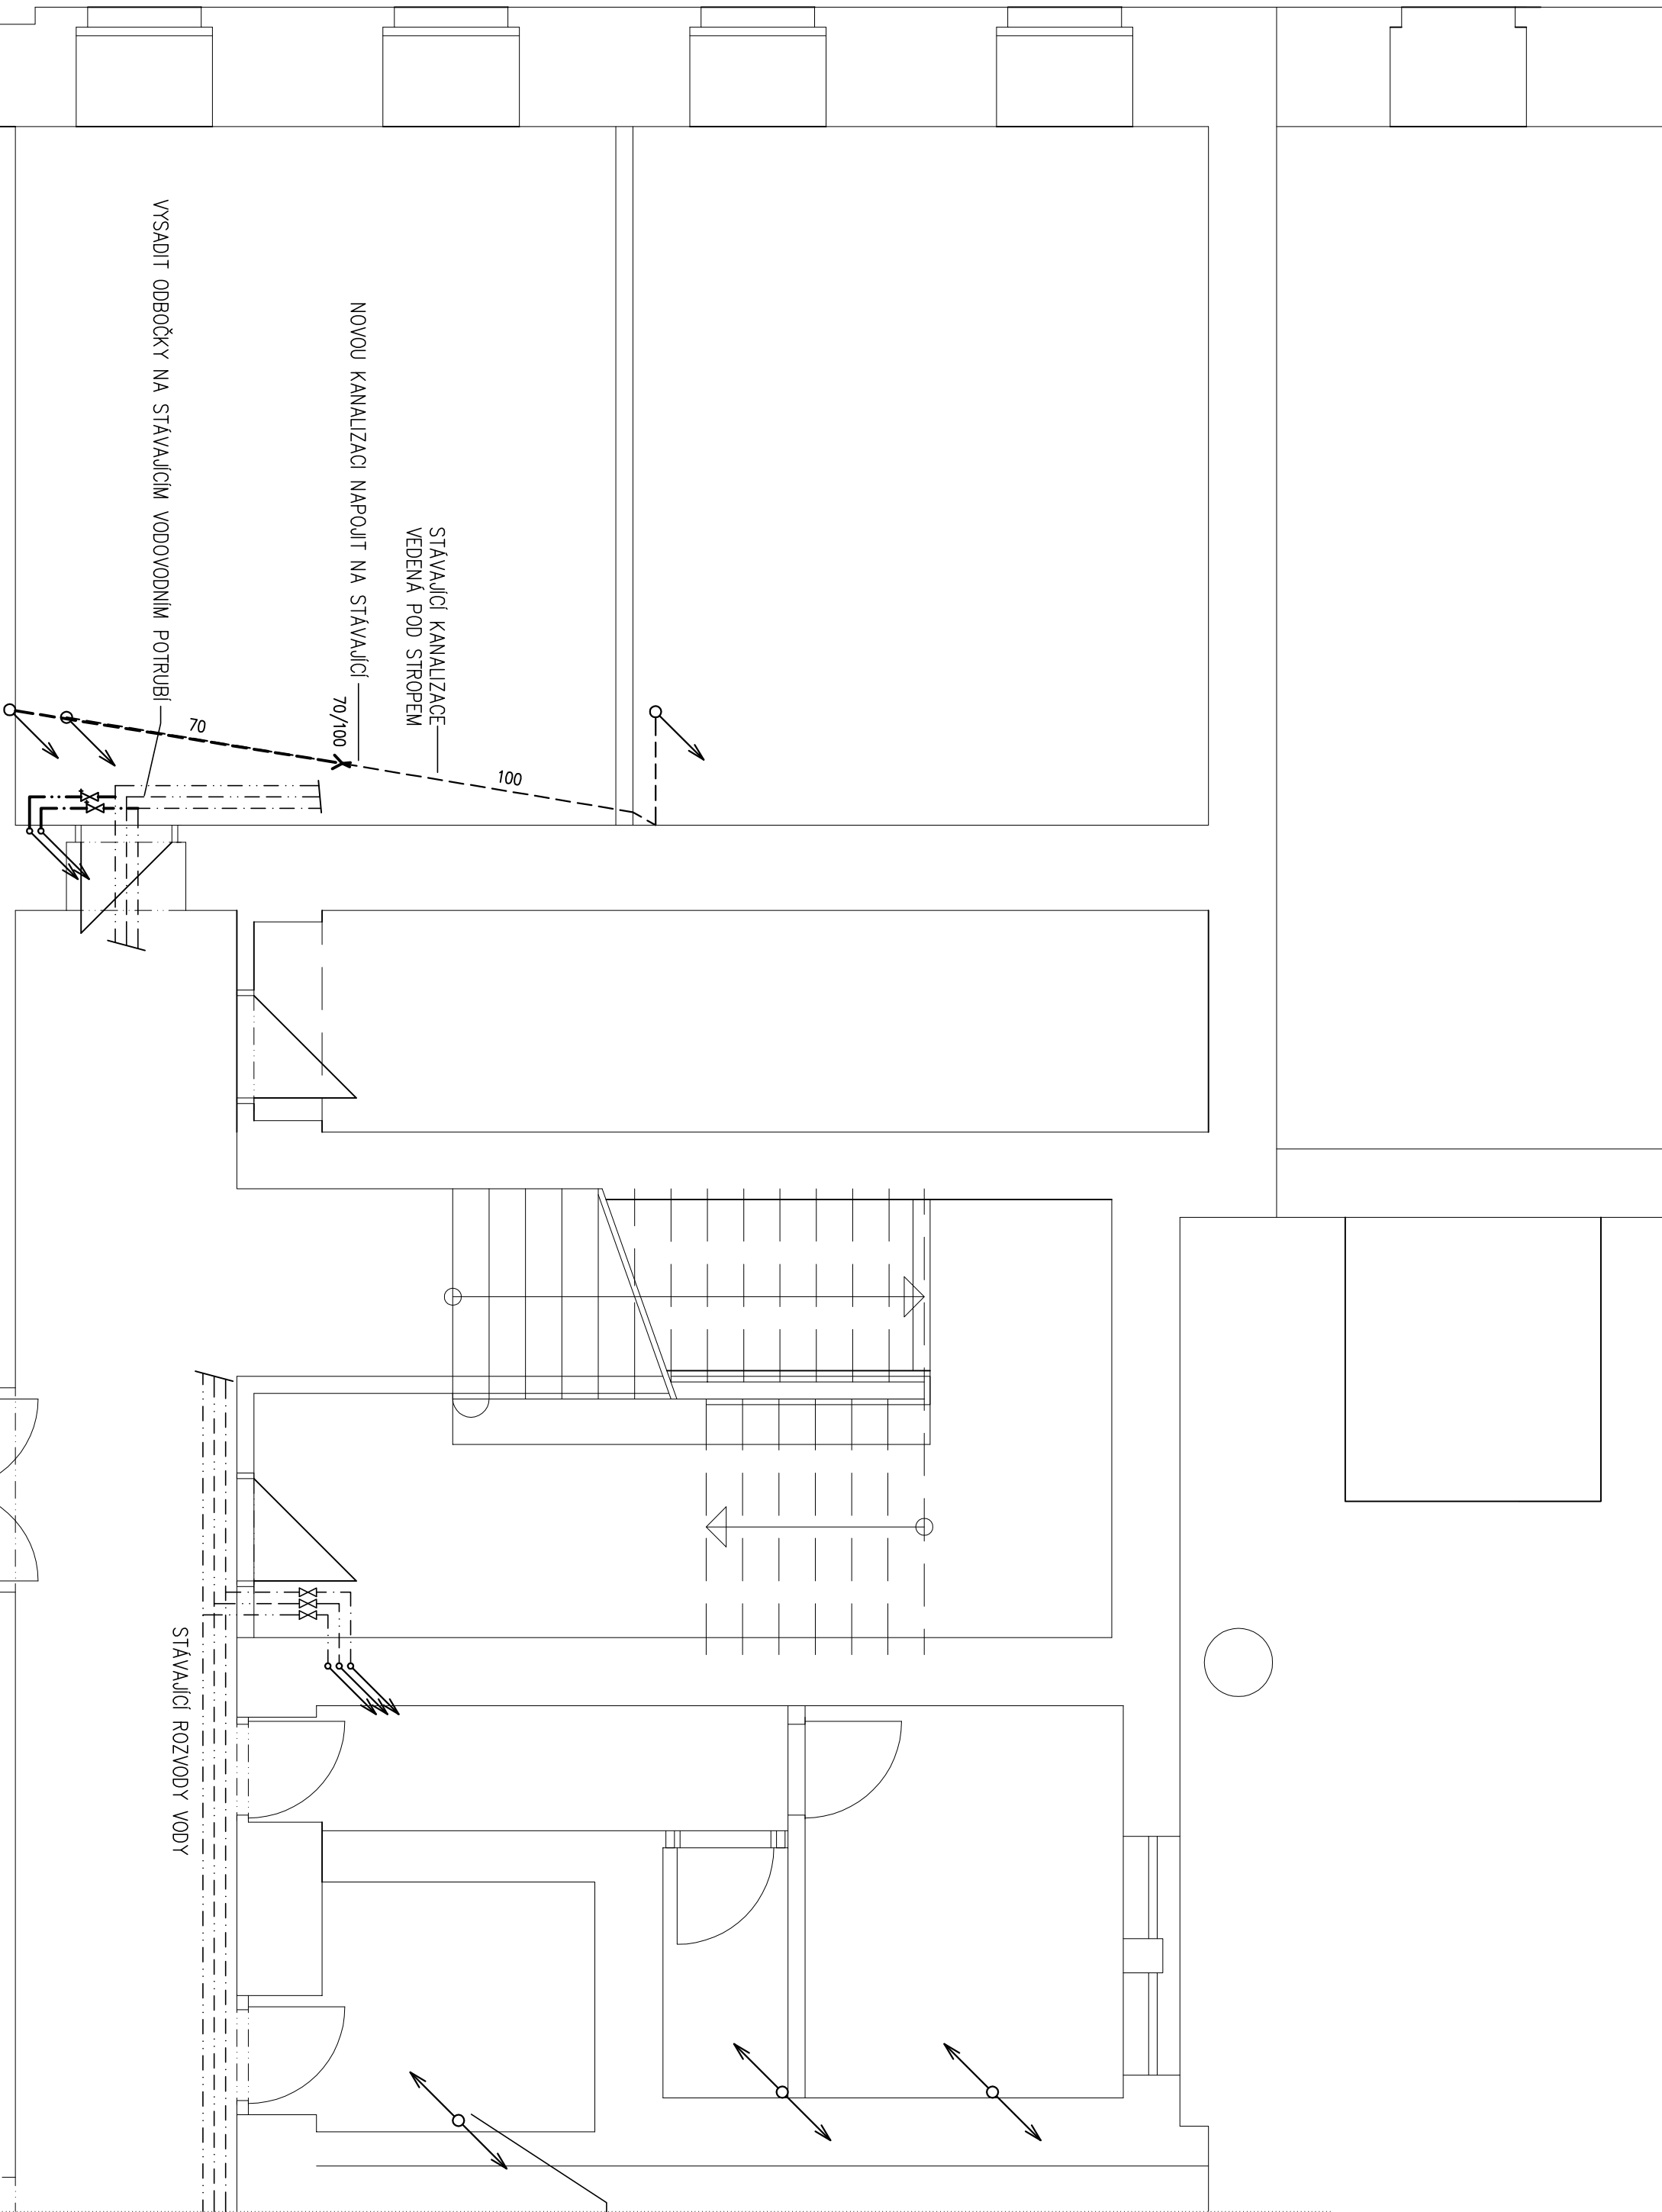 STÁVAJÍCÍ KANALIZACE
VEDENÁ POD STROPEM
NOVOU KANALIZACI NAPOJIT NA STÁVAJÍCÍ
VYSADIT ODBOČKY NA STÁVAJÍCÍM VODOVODNÍM POTRUBÍ
100
70/100
70
STÁVAJÍCÍ ROZVODY VODY